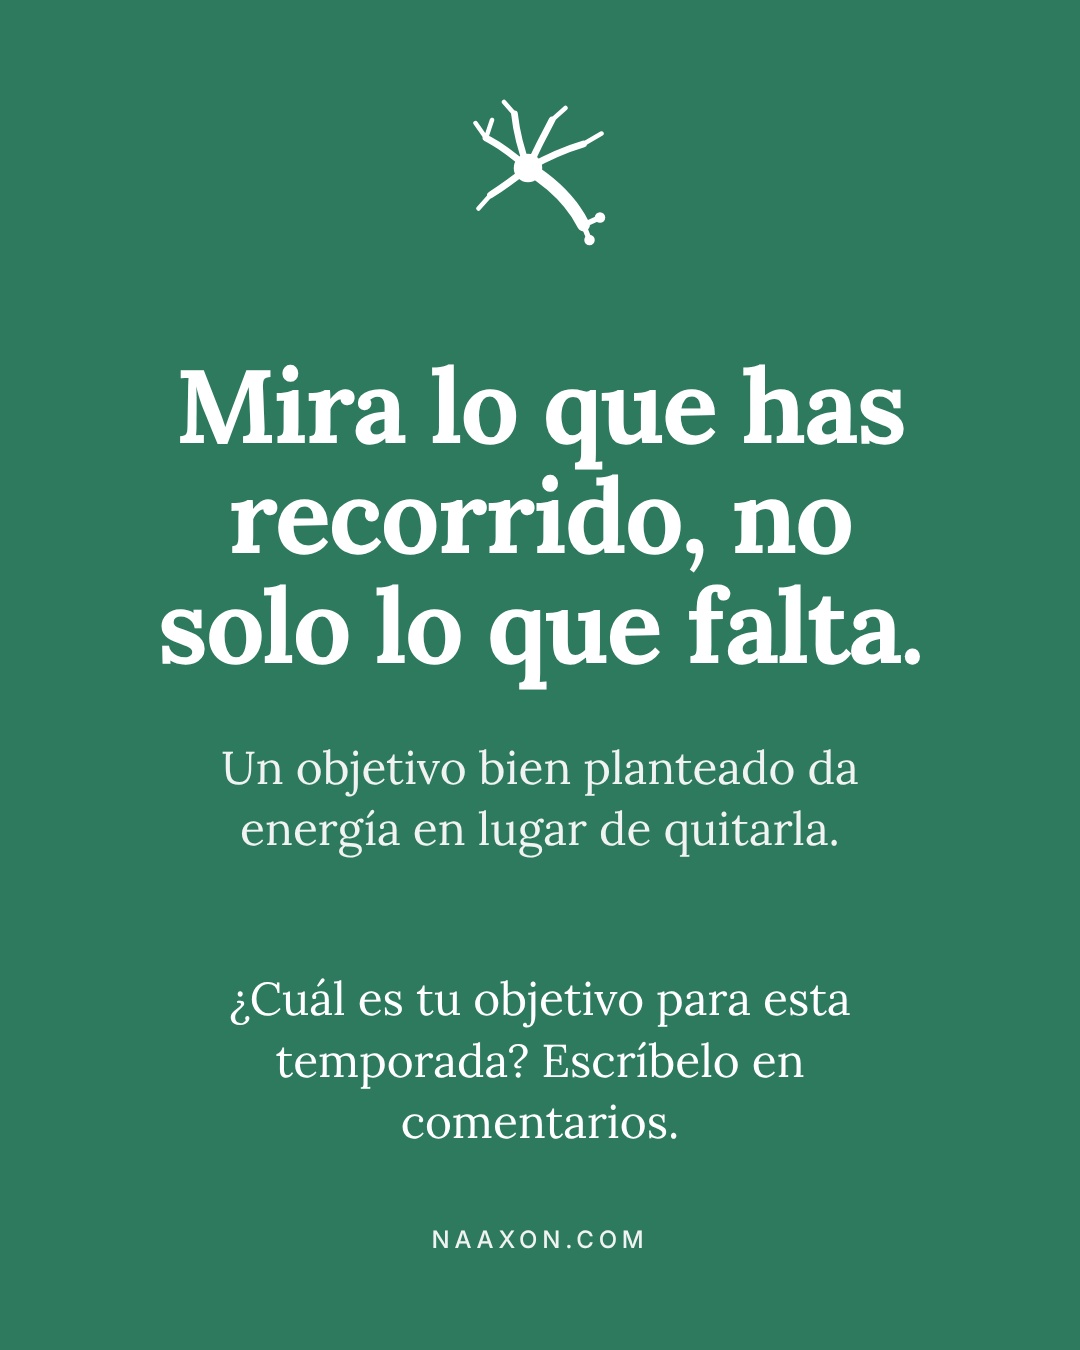 Mira lo que has
recorrido, no
solo lo que falta.
Un objetivo bien planteado da
energía en lugar de quitarla.
¿Cuál es tu objetivo para esta
temporada? Escríbelo en
comentarios.
NAAXON.COM